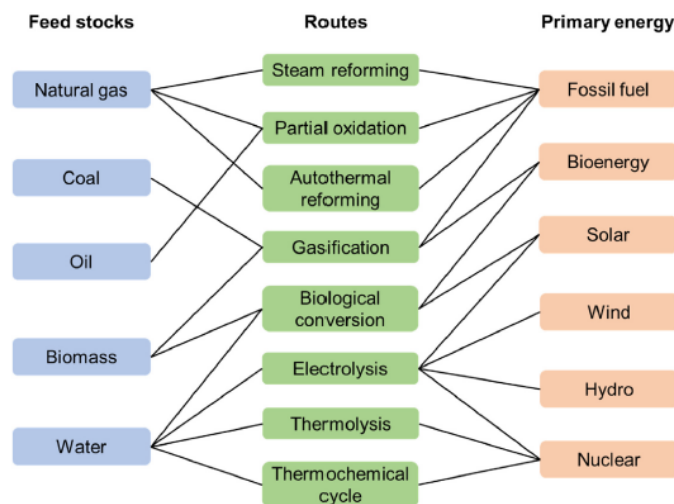 Feed stocks
Routes
Primary energy
Natural gas
Coal
Oil
Biomass
Water
Steam reforming
Partial oxidation
Autothermal
reforming
Gasification
Biological
conversion
Electrolysis
Thermolysis
Thermochemical
cycle
Fossil fuel
Bioenergy
Solar
Wind
Hydro
Nuclear